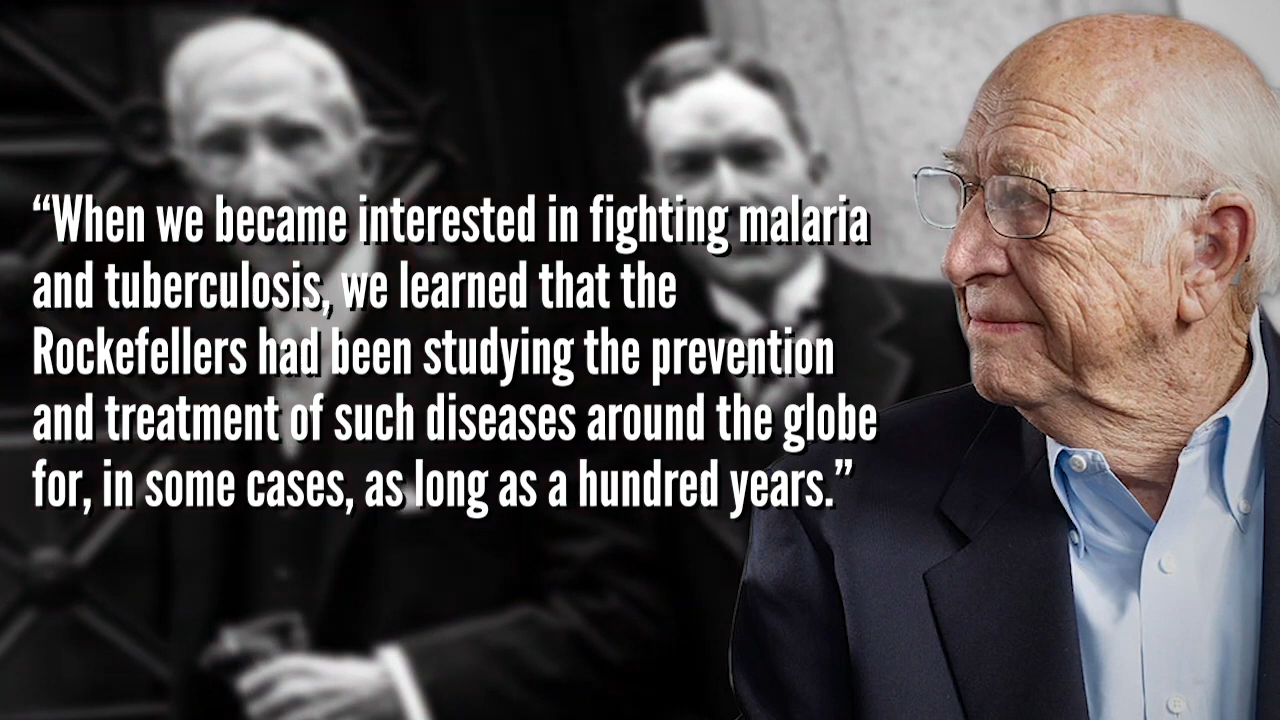 “When we became interested in fighting malaria
and tuberculosis, we learned that the
Rockefellers had been studying the prevention
and treatment of such diseases around the globe
for, in some cases, as long as a hundred years.”